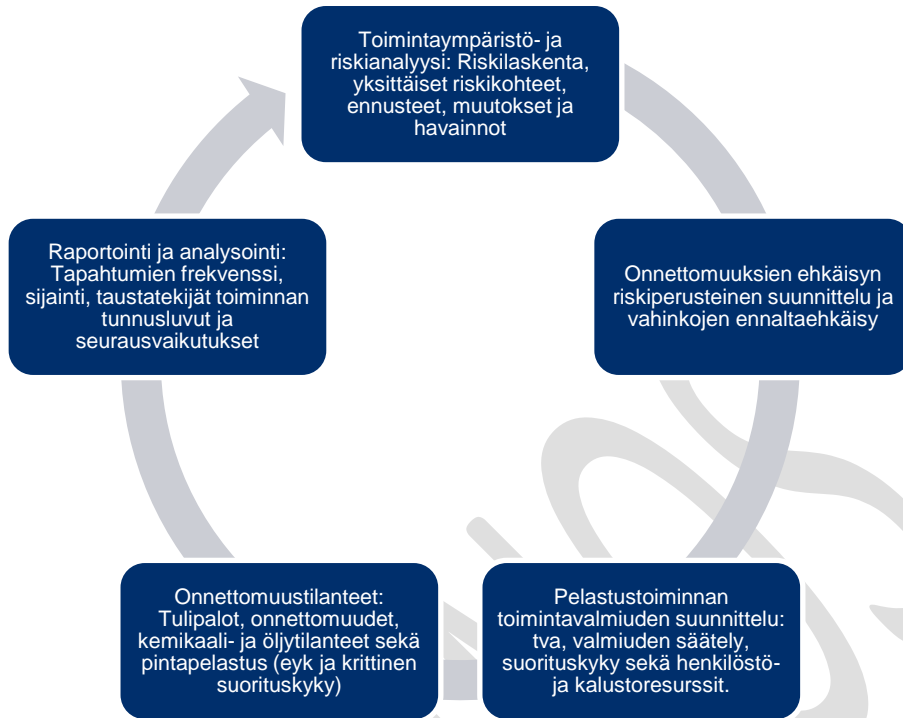 Toimintaympäristö- ja
riskianalyysi: Riskilaskenta,
yksittäiset riskikohteet,
ennusteet, muutokset ja
havainnot
Onnettomuuksien ehkäisyn
riskiperusteinen suunnittelu ja
vahinkojen ennaltaehkäisy
Pelastustoiminnan
toimintavalmiuden suunnittelu:
tva, valmiuden säätely,
suorituskyky sekä henkilöstö-
ja kalustoresurssit.
Onnettomuustilanteet:
Tulipalot, onnettomuudet,
kemikaali- ja öljytilanteet sekä
pintapelastus (eyk ja krittinen
suorituskyky)
Raportointi ja analysointi:
Tapahtumien frekvenssi,
sijainti, taustatekijät toiminnan
tunnusluvut ja
seurausvaikutukset